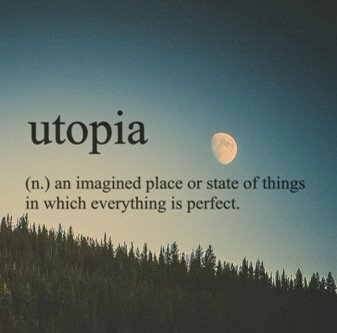 utopia
(n.) an imagined place or state of things
in which everything is perfect.